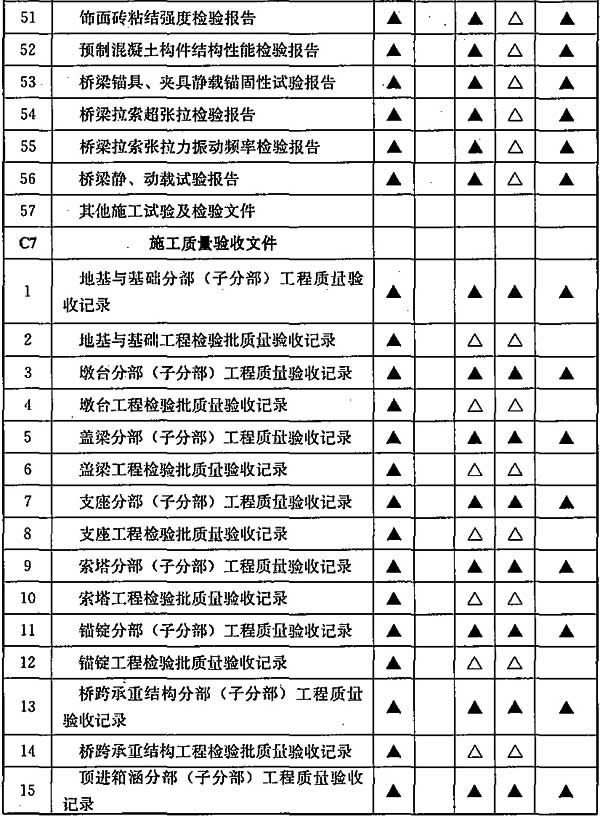 51 饰面砖粘结强度检验报告 ▲ ▲ △ ▲
52 预制混凝土构件结构性能检验报告 ▲ ▲ △ ▲
53 桥梁锚具、夹具静载锚固性试验报告 ▲ ▲ △ ▲
54 桥梁拉索超张拉检验报告 ▲ ▲ △ ▲
55 桥梁拉索张拉力振动频率检验报告 ▲ ▲ △ ▲
56 桥梁静、动载试验报告 ▲ ▲ △ ▲
57 其他施工试验及检验文件
C7 施工质量验收文件
1 地基与基础分部（子分部）工程质量验
收记录 ▲ ▲ ▲ ▲
2 地基与基础工程检验批质量验收记录 ▲ △ △
3 墩台分部（子分部）工程质量验收记录 ▲ ▲ ▲ ▲
4 墩台工程检验批质量验收记录 ▲ △ △
5 盖梁分部（子分部）工程质量验收记录 ▲ ▲ ▲ ▲
6 盖梁工程检验批质量验收记录 ▲ △ △
7 支座分部（子分部）工程质量验收记录 ▲ ▲ ▲ ▲
8 支座工程检验批质量验收记录 ▲ △ △
9 索塔分部（子分部）工程质量验收记录 ▲ ▲ ▲ ▲
10 索塔工程检验批质量验收记录 ▲ △ △
11 锚锭分部（子分部）工程质量验收记录 ▲ ▲ ▲ ▲
12 锚锭工程检验批质量验收记录 ▲ △ △
13 桥跨承重结构分部（子分部）工程质量
验收记录 ▲ ▲ ▲ ▲
14 桥跨承重结构工程检验批质量验收记录 ▲ △ △
15 顶进箱涵分部（子分部）工程质量验收
记录 ▲ ▲ ▲ ▲